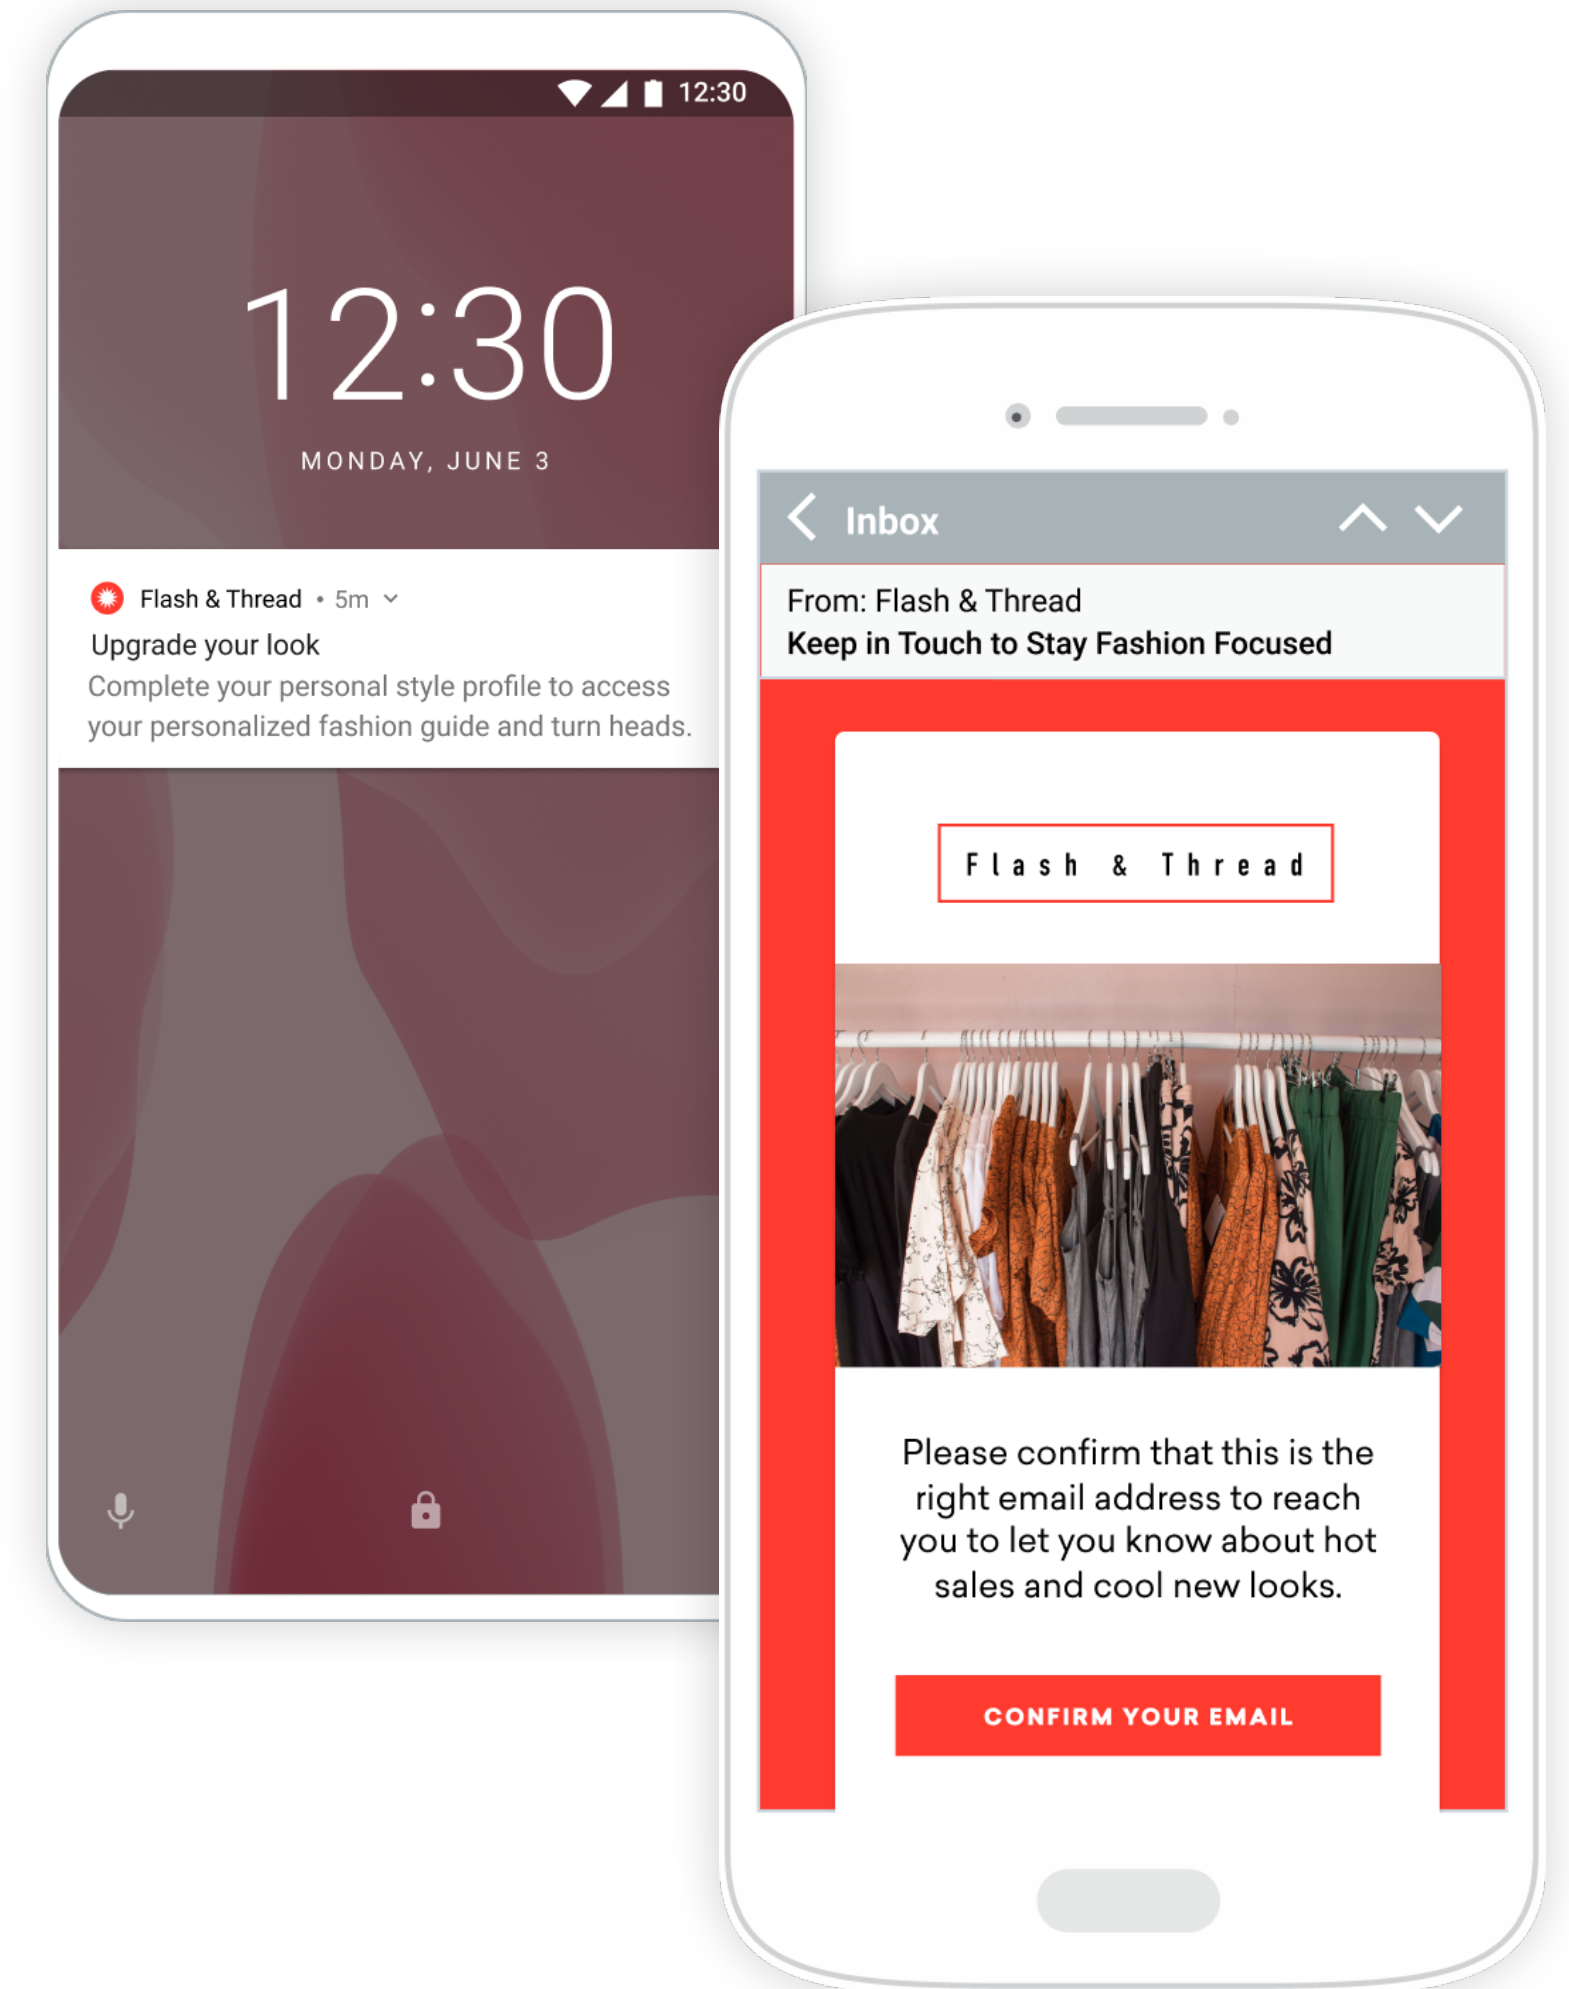 12:30
12:30
MONDAY, JUNE 3
Flash & Thread • 5m
Upgrade your look
Complete your personal style profile to access
your personalized fashion guide and turn heads.
Inbox
From: Flash & Thread
Keep in Touch to Stay Fashion Focused
Flash & Thread
Please confirm that this is the
right email address to reach
you to let you know about hot
sales and cool new looks.
CONFIRM YOUR EMAIL